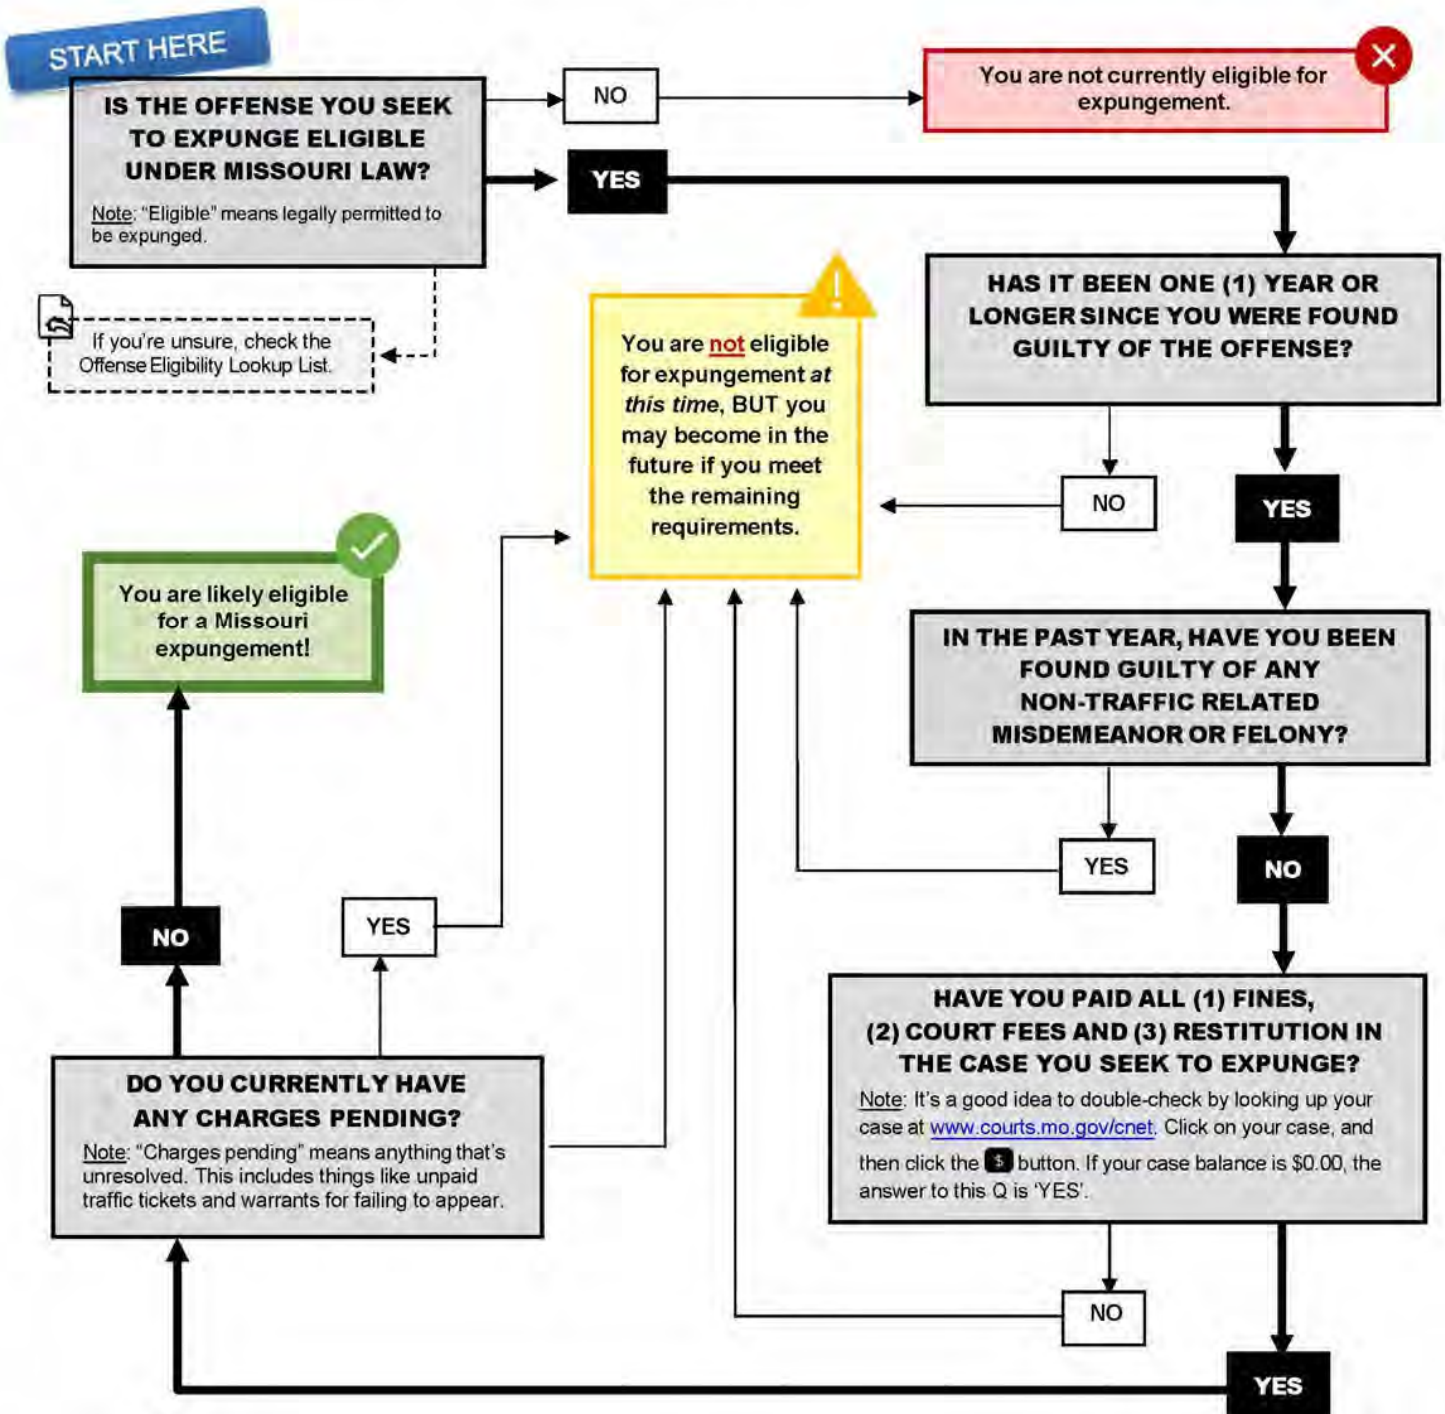 START HERE
IS THE OFFENSE YOU SEEK
TO EXPUNGE ELIGIBLE
UNDER MISSOURI LAW?
Note: “Eligible” means legally permitted to
be expunged.
NO
You are not currently eligible for
expungement.
YES
If you're unsure, check the
Offense Eligibility Lookup List.
HAS IT BEEN ONE (1) YEAR OR
LONGER SINCE YOU WERE FOUND
GUILTY OF THE OFFENSE?
NO
YES
You are not eligible
for expungement at
this time, BUT you
may become in the
future if you meet
the remaining
requirements.
IN THE PAST YEAR, HAVE YOU BEEN
FOUND GUILTY OF ANY
NON-TRAFFIC RELATED
MISDEMEANOR OR FELONY?
YES
NO
HAVE YOU PAID ALL (1) FINES,
(2) COURT FEES AND (3) RESTITUTION IN
THE CASE YOU SEEK TO EXPUNGE?
Note: It's a good idea to double-check by looking up your
case at www.courts.mo.gov/cnet. Click on your case, and
then click the $ button. If your case balance is $0.00, the
answer to this Q is ‘YES’.
NO
YES
DO YOU CURRENTLY HAVE
ANY CHARGES PENDING?
Note: “Charges pending” means anything that's
unresolved. This includes things like unpaid
traffic tickets and warrants for failing to appear.
NO
YES
You are likely eligible
for a Missouri
expungement!